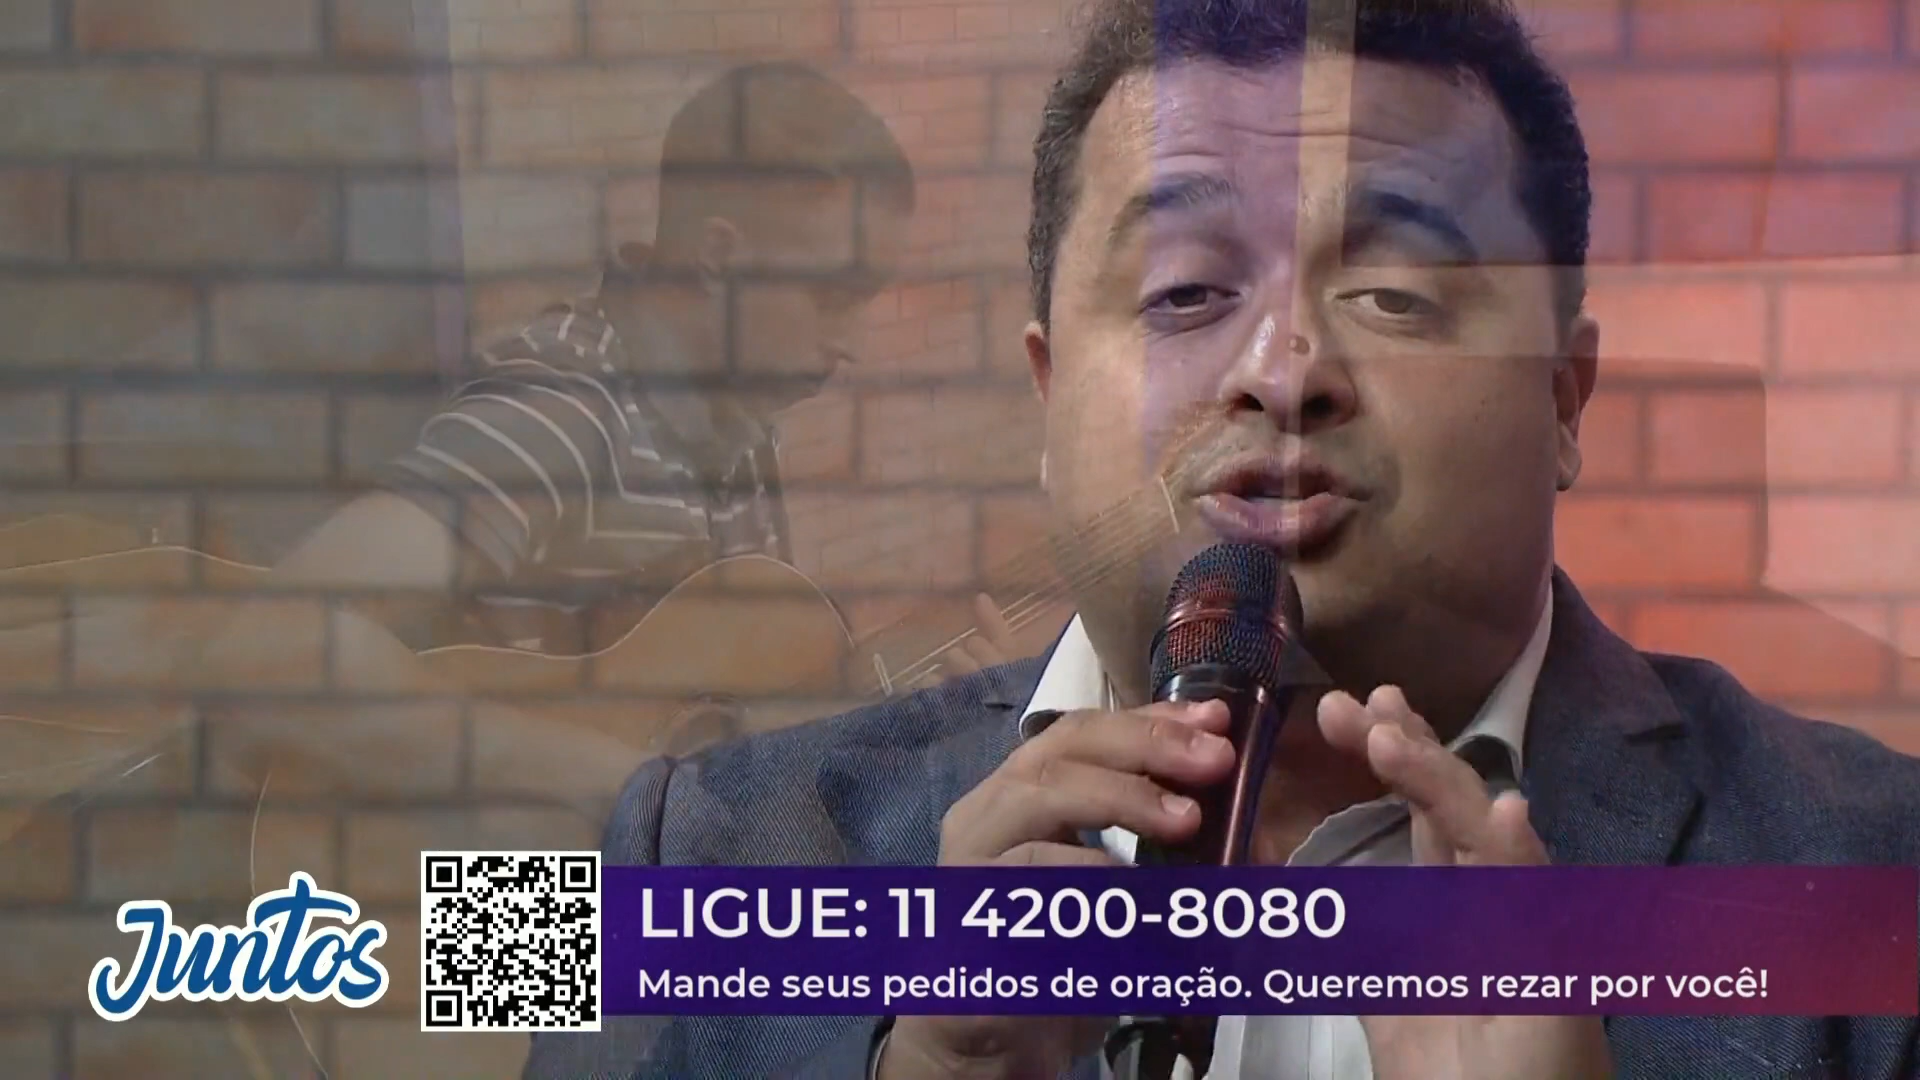 Juntos
LIGUE: 11 4200-8080
Mande seus pedidos de oração. Queremos rezar por você!